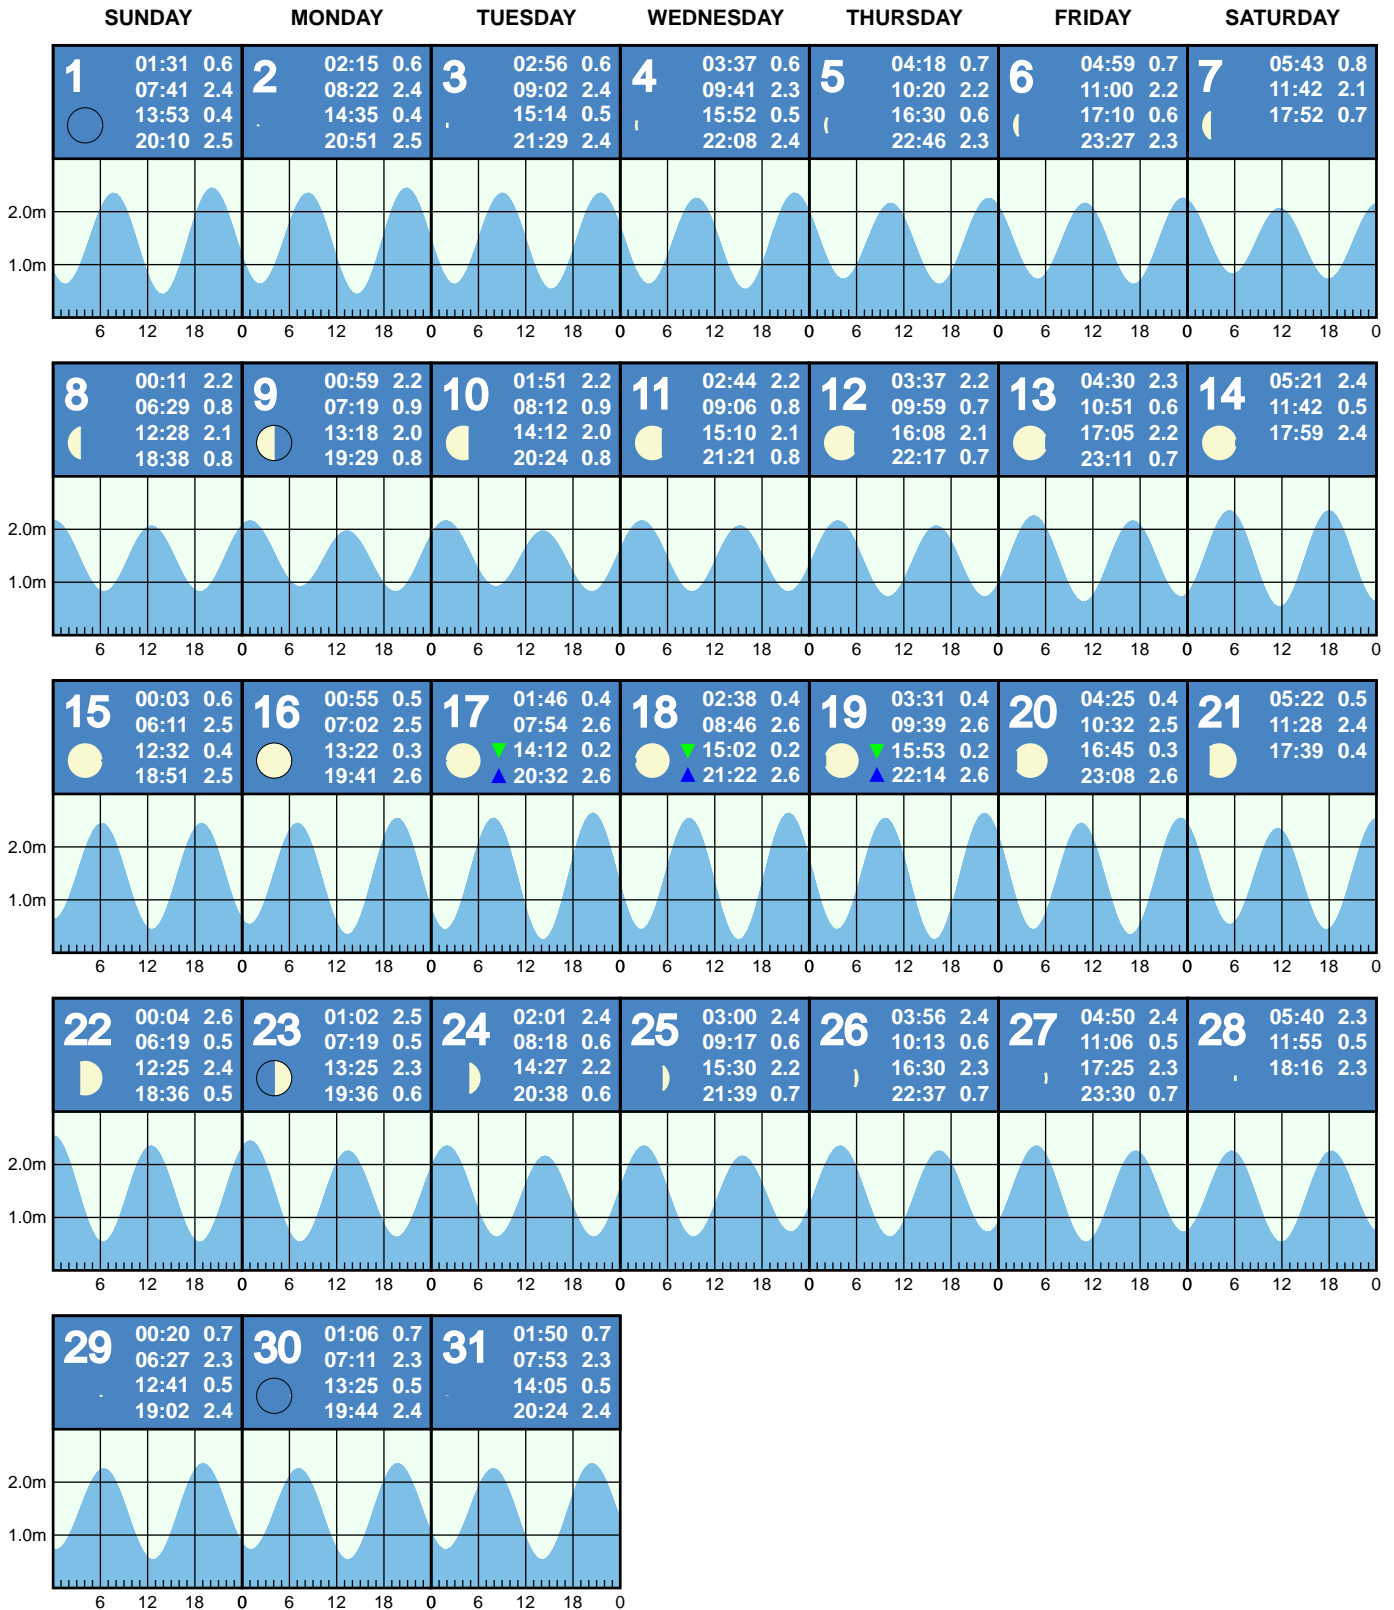 SUNDAY MONDAY TUESDAY WEDNESDAY THURSDAY FRIDAY SATURDAY
1 01:31 0.6
07:41 2.4
13:53 0.4
20:10 2.5
2 02:15 0.6
08:22 2.4
14:35 0.4
20:51 2.5
3 02:56 0.6
09:02 2.4
15:14 0.5
21:29 2.4
4 03:37 0.6
09:41 2.3
15:52 0.5
22:08 2.4
5 04:18 0.7
10:20 2.2
16:30 0.6
22:46 2.3
6 04:59 0.7
11:00 2.2
17:10 0.6
23:27 2.3
7 05:43 0.8
11:42 2.1
17:52 0.7
2.0m
1.0m
6 12 18 0 6 12 18 0 6 12 18 0 6 12 18 0 6 12 18 0 6 12 18 0 6 12 18 0
8 00:11 2.2
06:29 0.8
12:28 2.1
18:38 0.8
9 00:59 2.2
07:19 0.9
13:18 2.0
19:29 0.8
10 01:51 2.2
08:12 0.9
14:12 2.0
20:24 0.8
11 02:44 2.2
09:06 0.8
15:10 2.1
21:21 0.8
12 03:37 2.2
09:59 0.7
16:08 2.1
22:17 0.7
13 04:30 2.3
10:51 0.6
17:05 2.2
23:11 0.7
14 05:21 2.4
11:42 0.5
17:59 2.4
2.0m
1.0m
6 12 18 0 6 12 18 0 6 12 18 0 6 12 18 0 6 12 18 0 6 12 18 0 6 12 18 0
15 00:03 0.6
06:11 2.5
12:32 0.4
18:51 2.5
16 00:55 0.5
07:02 2.5
13:22 0.3
19:41 2.6
17 01:46 0.4
07:54 2.6
14:12 0.2
20:32 2.6
18 02:38 0.4
08:46 2.6
15:02 0.2
21:22 2.6
19 03:31 0.4
09:39 2.6
15:53 0.2
22:14 2.6
20 04:25 0.4
10:32 2.5
16:45 0.3
23:08 2.6
21 05:22 0.5
11:28 2.4
17:39 0.4
2.0m
1.0m
6 12 18 0 6 12 18 0 6 12 18 0 6 12 18 0 6 12 18 0 6 12 18 0 6 12 18 0
22 00:04 2.6
06:19 0.5
12:25 2.4
18:36 0.5
23 01:02 2.5
07:19 0.5
13:25 2.3
19:36 0.6
24 02:01 2.4
08:18 0.6
14:27 2.2
20:38 0.6
25 03:00 2.4
09:17 0.6
15:30 2.2
21:39 0.7
26 03:56 2.4
10:13 0.6
16:30 2.3
22:37 0.7
27 04:50 2.4
11:06 0.5
17:25 2.3
23:30 0.7
28 05:40 2.3
11:55 0.5
18:16 2.3
2.0m
1.0m
6 12 18 0 6 12 18 0 6 12 18 0 6 12 18 0 6 12 18 0 6 12 18 0 6 12 18 0
29 00:20 0.7
06:27 2.3
12:41 0.5
19:02 2.4
30 01:06 0.7
07:11 2.3
13:25 0.5
19:44 2.4
31 01:50 0.7
07:53 2.3
14:05 0.5
20:24 2.4
2.0m
1.0m
6 12 18 0 6 12 18 0 6 12 18 0